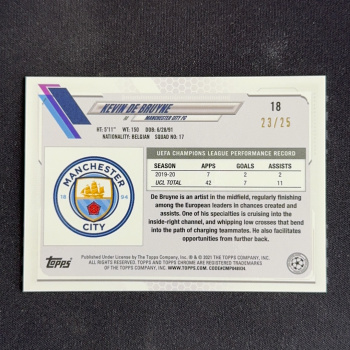 KEVIN DE BRUYNE
18
MF MANCHESTER CITY FC
23/25
HT: 5'11" WT: 150 DOB: 6/28/91
NATIONALITY: BELGIAN SQUAD NO. 17
UEFA CHAMPIONS LEAGUE PERFORMANCE RECORD
SEASON APPS GOALS ASSISTS
2019-20 7 2 2
UCL TOTAL 42 7 11
MANCHESTER
18 94
CITY
De Bruyne is an artist in the midfield, regularly finishing
among the European leaders in chances created and
assists. One of his specialties is cruising into the
inside-right channel, and whipping low crosses that bend
into the path of charging teammates. He also facilitates
opportunities from further back.
Topps
Published Under License by The Topps Company, Inc. ® & © 2021 The Topps Company, Inc.
ALL RIGHTS RESERVED. TOPPS AND TOPPS CHROME ARE REGISTERED TRADEMARKS
OF THE TOPPS COMPANY, INC. WWW.TOPPS.COM.